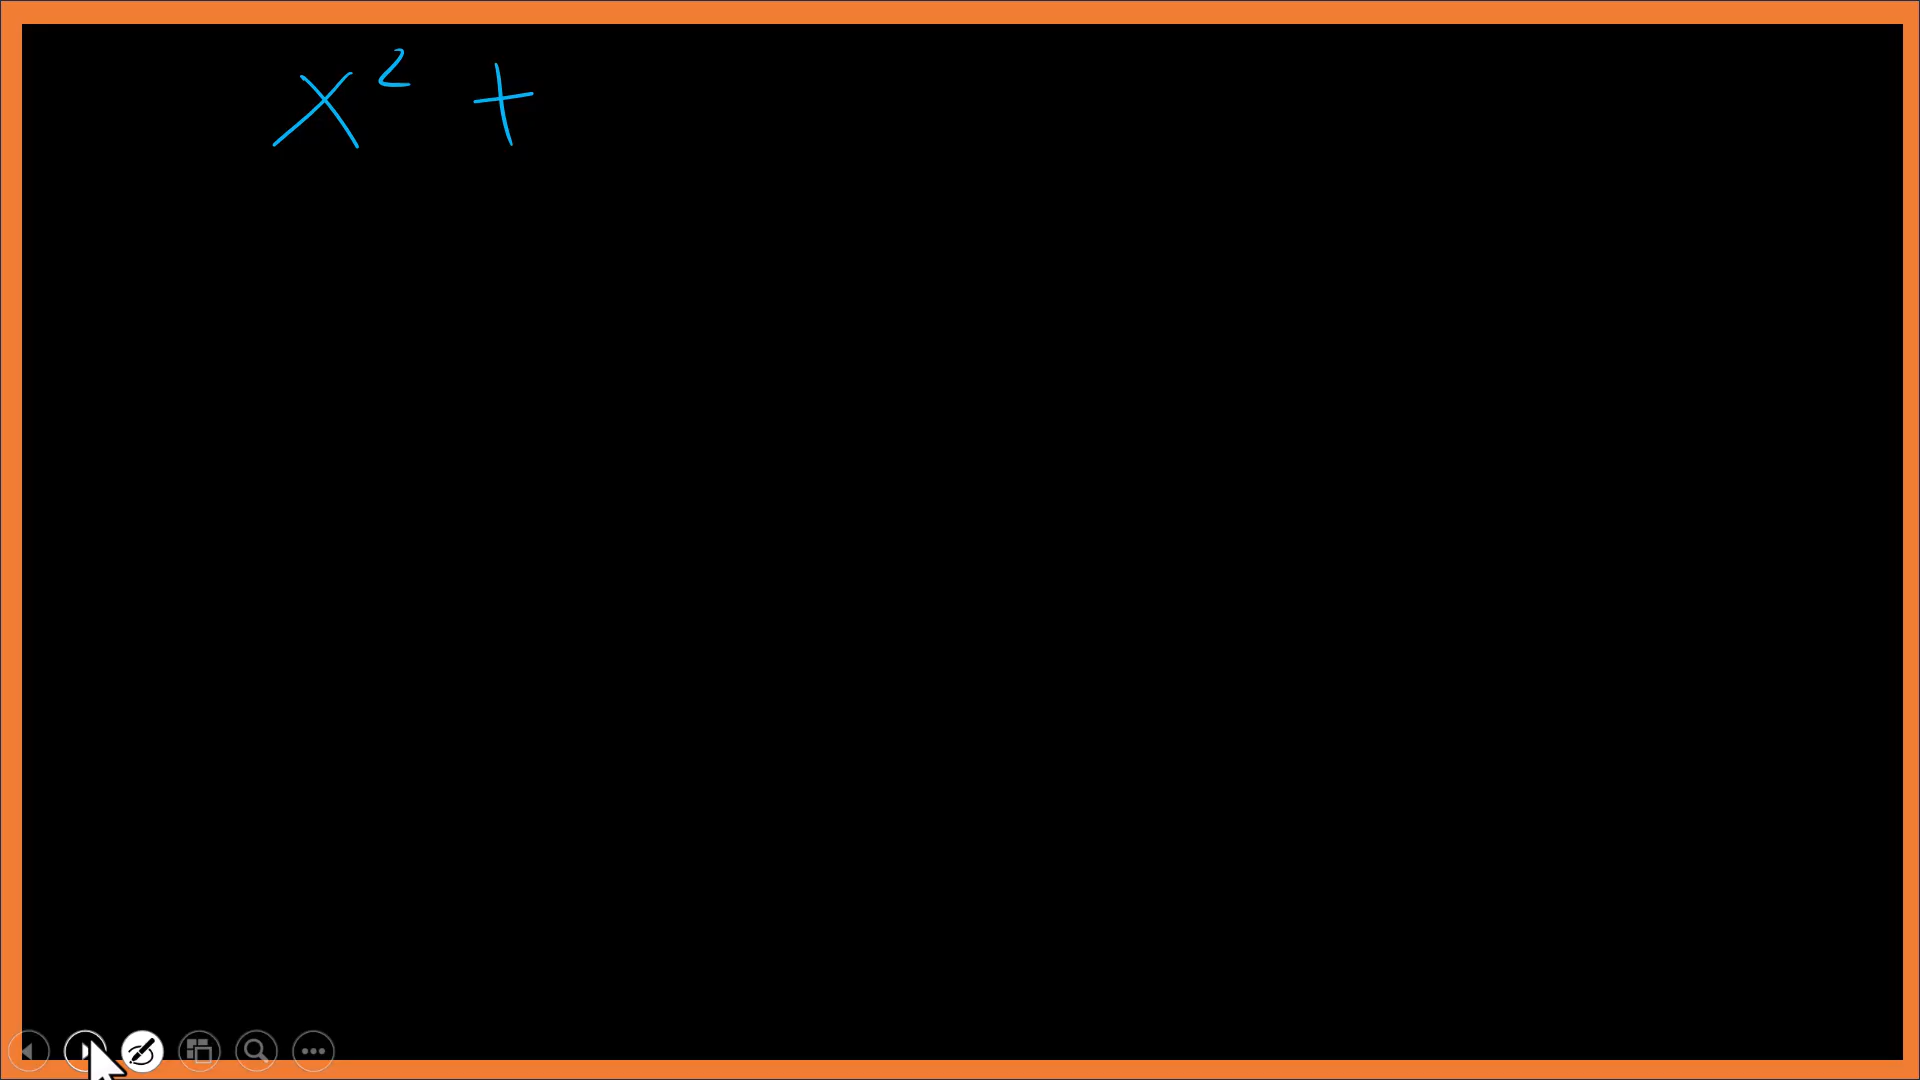 x² +